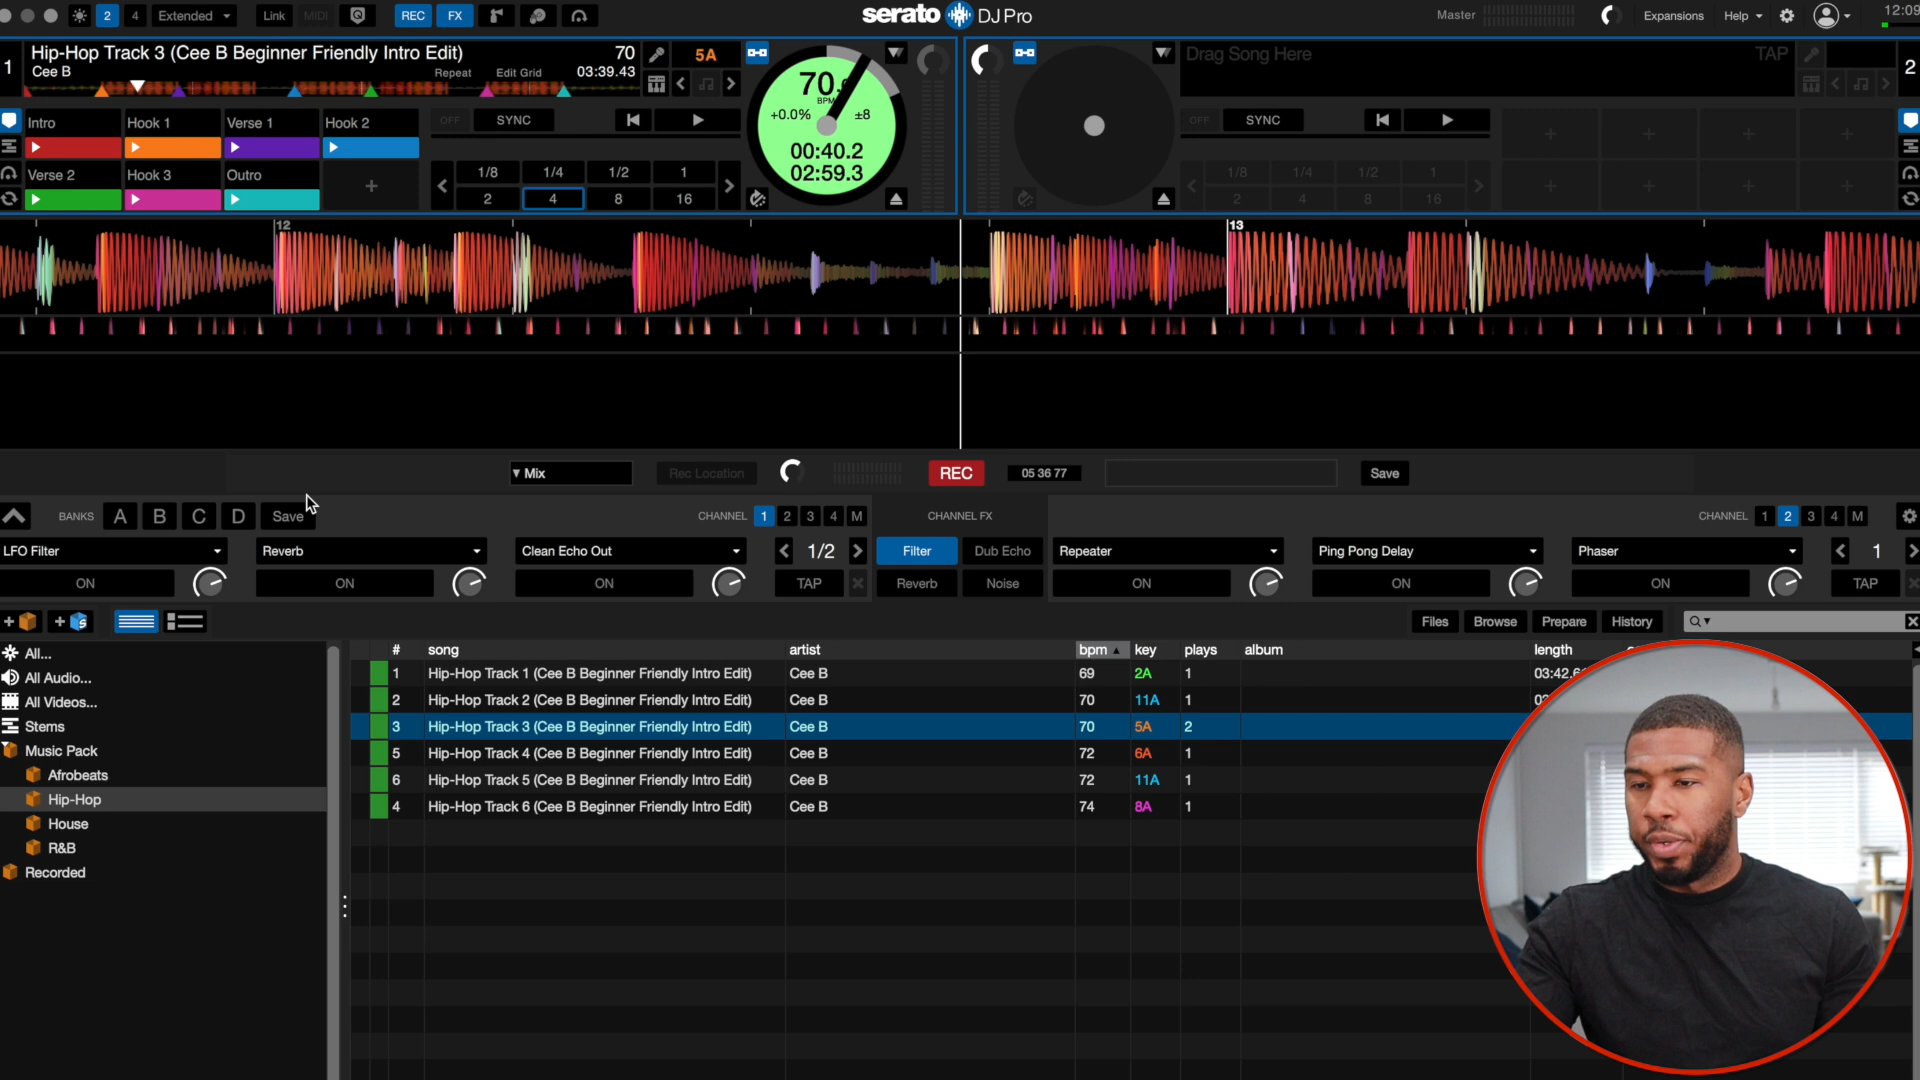 2 4 Extended Link MIDI REC FX serato DJ Pro Master Expansions Help 12:09
1 Hip-Hop Track 3 (Cee B Beginner Friendly Intro Edit) 70 5A
Cee B Repeat Edit Grid 03:39.43
Drag Song Here TAP 2
Intro Hook 1 Verse 1 Hook 2
Verse 2 Hook 3 Outro
OFF SYNC
1/8 1/4 1/2 1
2 4 8 16
70. BPM
+0.0% ±8
00:40.2
02:59.3
OFF SYNC
1/8 1/4 1/2 1
2 4 8 16
12 13
Mix Rec Location REC 05 36 77 Save
BANKS A B C D Save CHANNEL 1 2 3 4 M CHANNEL FX CHANNEL 1 2 3 4 M
LFO Filter Reverb Clean Echo Out 1/2 Filter Dub Echo Repeater Ping Pong Delay Phaser 1
ON ON ON TAP Reverb Noise ON ON ON TAP
Files Browse Prepare History
All...
All Audio...
All Videos...
Stems
Music Pack
Afrobeats
Hip-Hop
House
R&B
Recorded
# song artist bpm key plays album length
1 Hip-Hop Track 1 (Cee B Beginner Friendly Intro Edit) Cee B 69 2A 1
2 Hip-Hop Track 2 (Cee B Beginner Friendly Intro Edit) Cee B 70 11A 1
3 Hip-Hop Track 3 (Cee B Beginner Friendly Intro Edit) Cee B 70 5A 2
5 Hip-Hop Track 4 (Cee B Beginner Friendly Intro Edit) Cee B 72 6A 1
6 Hip-Hop Track 5 (Cee B Beginner Friendly Intro Edit) Cee B 72 11A 1
4 Hip-Hop Track 6 (Cee B Beginner Friendly Intro Edit) Cee B 74 8A 1